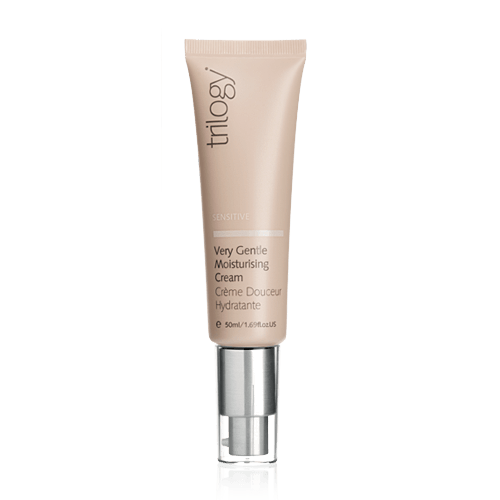 trilogy
SENSITIVE
Very Gentle
Moisturising
Cream
Crème Douceur
Hydratante
e 50ml/1.69fl.oz.US